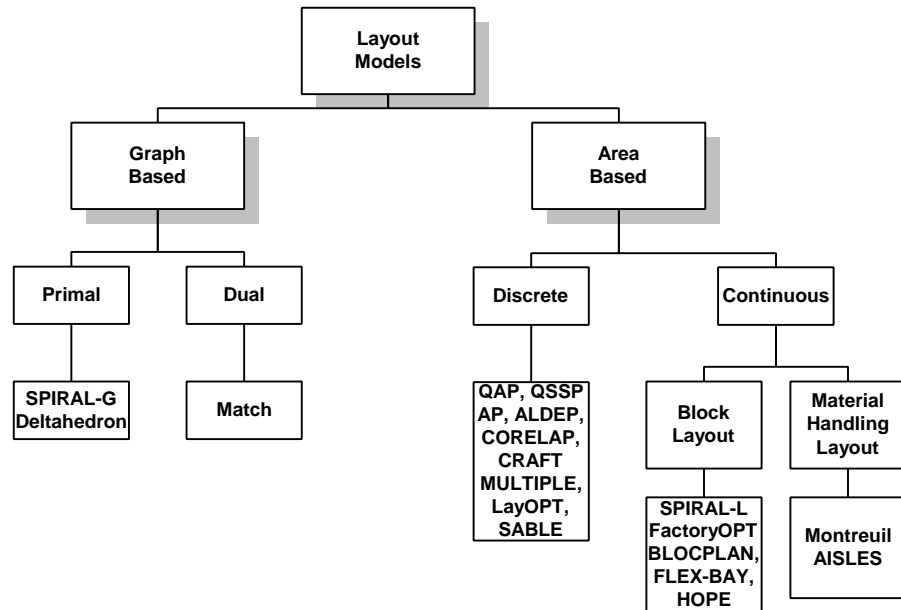 Layout
Models
Graph
Based
Area
Based
Primal
Dual
Discrete
Continuous
SPIRAL-G
Deltahedron
Match
QAP, QSSP
AP, ALDEP,
CORELAP,
CRAFT
MULTIPLE,
LayOPT,
SABLE
Block
Layout
Material
Handling
Layout
SPIRAL-L
FactoryOPT
BLOCPLAN,
FLEX-BAY,
HOPE
Montreuil
AISLES